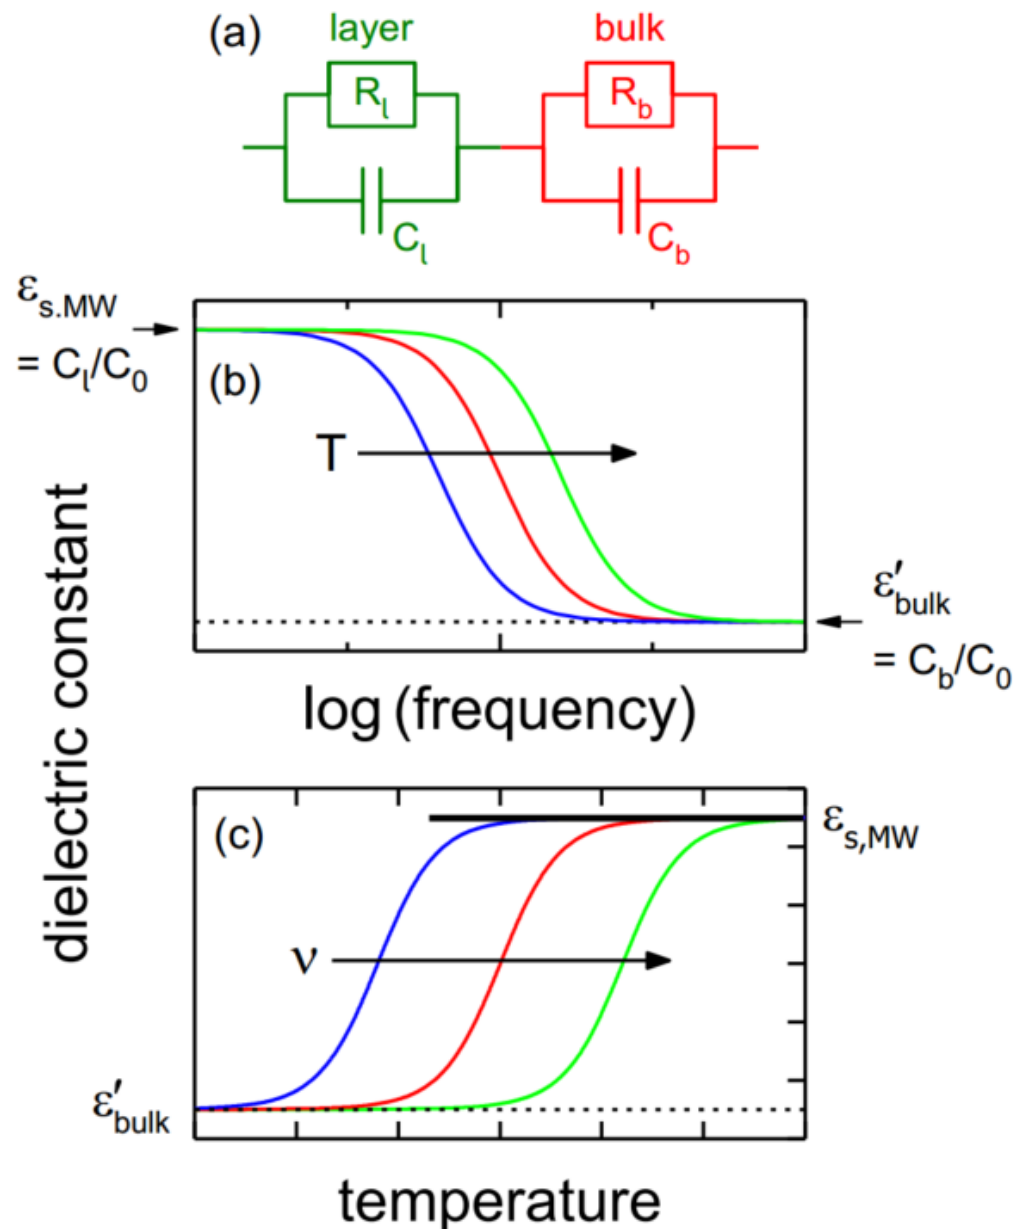 (a)
layer
bulk
Rl
Rb
Cl
Cb
εs.MW
= Cl/C0
(b)
T
ε′bulk
= Cb/C0
log (frequency)
dielectric constant
(c)
εs,MW
ν
ε′bulk
temperature